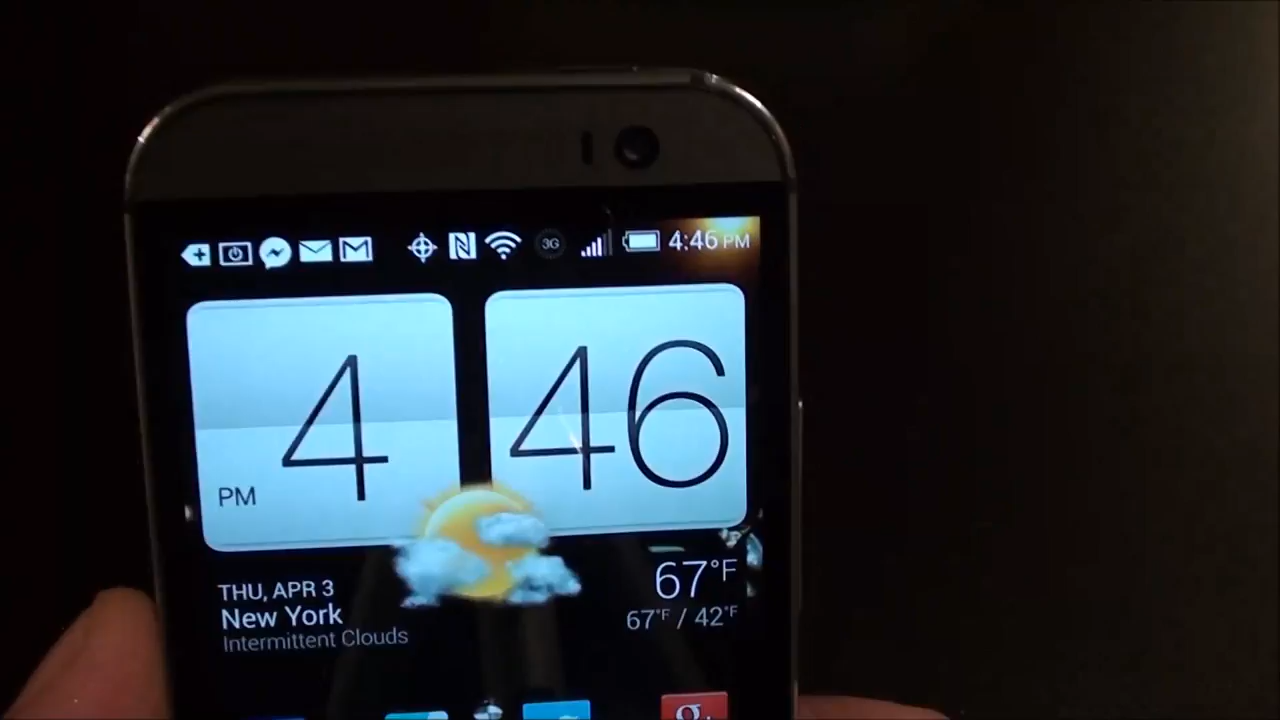 3G 4:46 PM
4 46
PM
THU, APR 3
New York
Intermittent Clouds
67°F
67°F / 42°F
g+